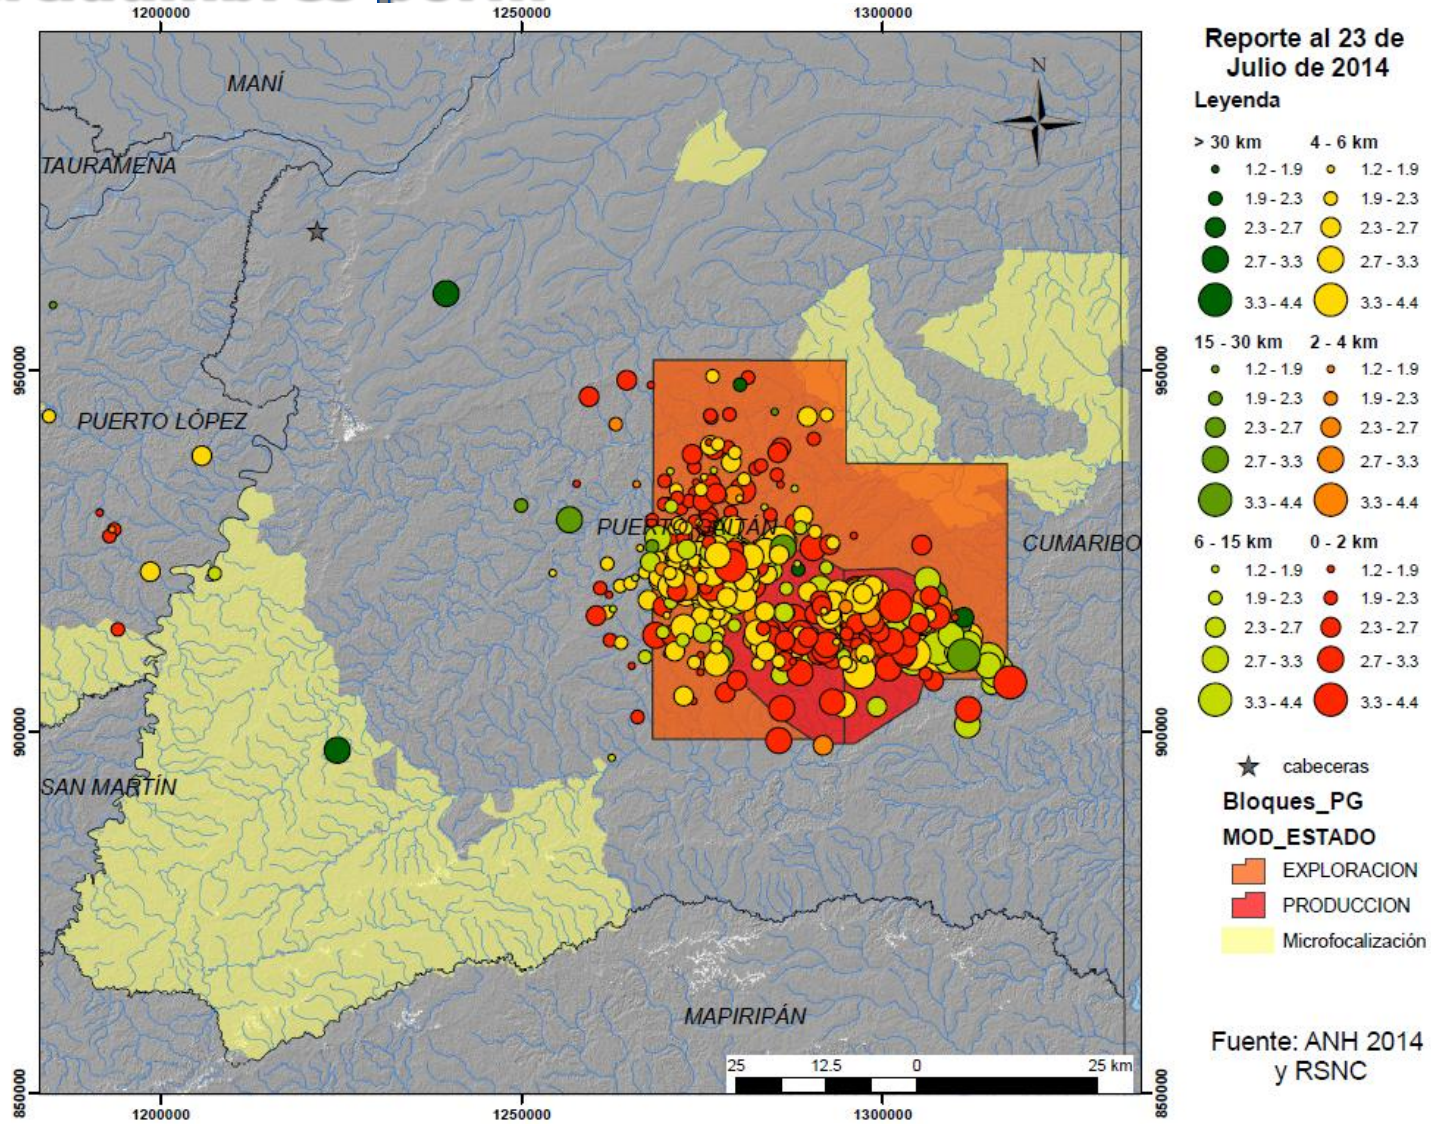 1200000 1250000 1300000
Reporte al 23 de
Julio de 2014
Leyenda
> 30 km 4 - 6 km
1.2 - 1.9 1.2 - 1.9
1.9 - 2.3 1.9 - 2.3
2.3 - 2.7 2.3 - 2.7
2.7 - 3.3 2.7 - 3.3
3.3 - 4.4 3.3 - 4.4
15 - 30 km 2 - 4 km
1.2 - 1.9 1.2 - 1.9
1.9 - 2.3 1.9 - 2.3
2.3 - 2.7 2.3 - 2.7
2.7 - 3.3 2.7 - 3.3
3.3 - 4.4 3.3 - 4.4
6 - 15 km 0 - 2 km
1.2 - 1.9 1.2 - 1.9
1.9 - 2.3 1.9 - 2.3
2.3 - 2.7 2.3 - 2.7
2.7 - 3.3 2.7 - 3.3
3.3 - 4.4 3.3 - 4.4
cabeceras
Bloques_PG
MOD_ESTADO
EXPLORACION
PRODUCCION
Microfocalización
Fuente: ANH 2014
y RSNC
N
MANÍ
TAURAMENA
950000 950000
PUERTO LÓPEZ
PUERTO GAITÁN
CUMARIBO
900000 900000
SAN MARTÍN
MAPIRIPÁN
25 12.5 0 25 km
850000 850000
1200000 1250000 1300000